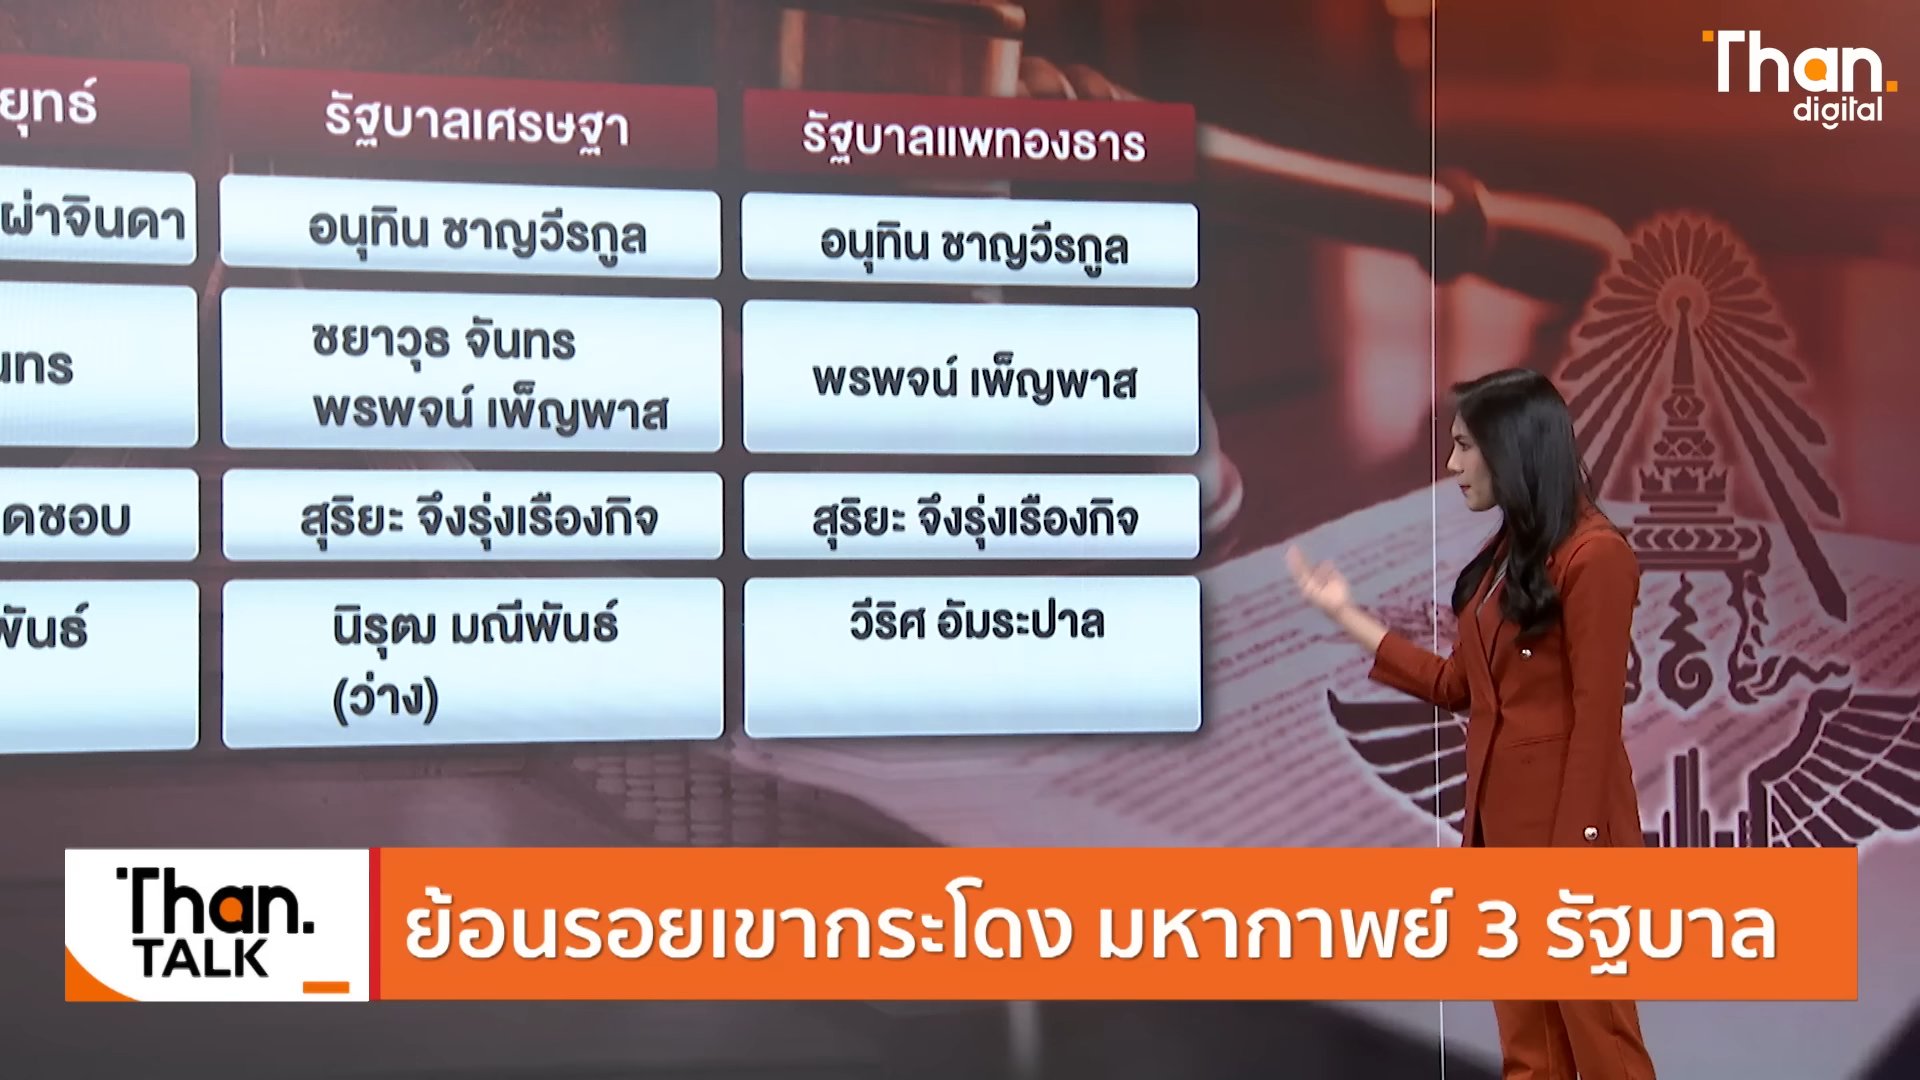 Than.
digital
ยุทธ์
รัฐบาลเศรษฐา
รัฐบาลแพทองธาร
ผ่าจินดา
อนุทิน ชาญวีรกูล
อนุทิน ชาญวีรกูล
นทร
ชยาวุธ จันทร
พรพจน์ เพ็ญพาส
พรพจน์ เพ็ญพาส
ดชอบ
สุริยะ จึงรุ่งเรืองกิจ
สุริยะ จึงรุ่งเรืองกิจ
พันธ์
นิรุฒ มณีพันธ์
(ว่าง)
วีริศ อัมระปาล
Than.
TALK
ย้อนรอยเขากระโดง มหากาพย์ 3 รัฐบาล